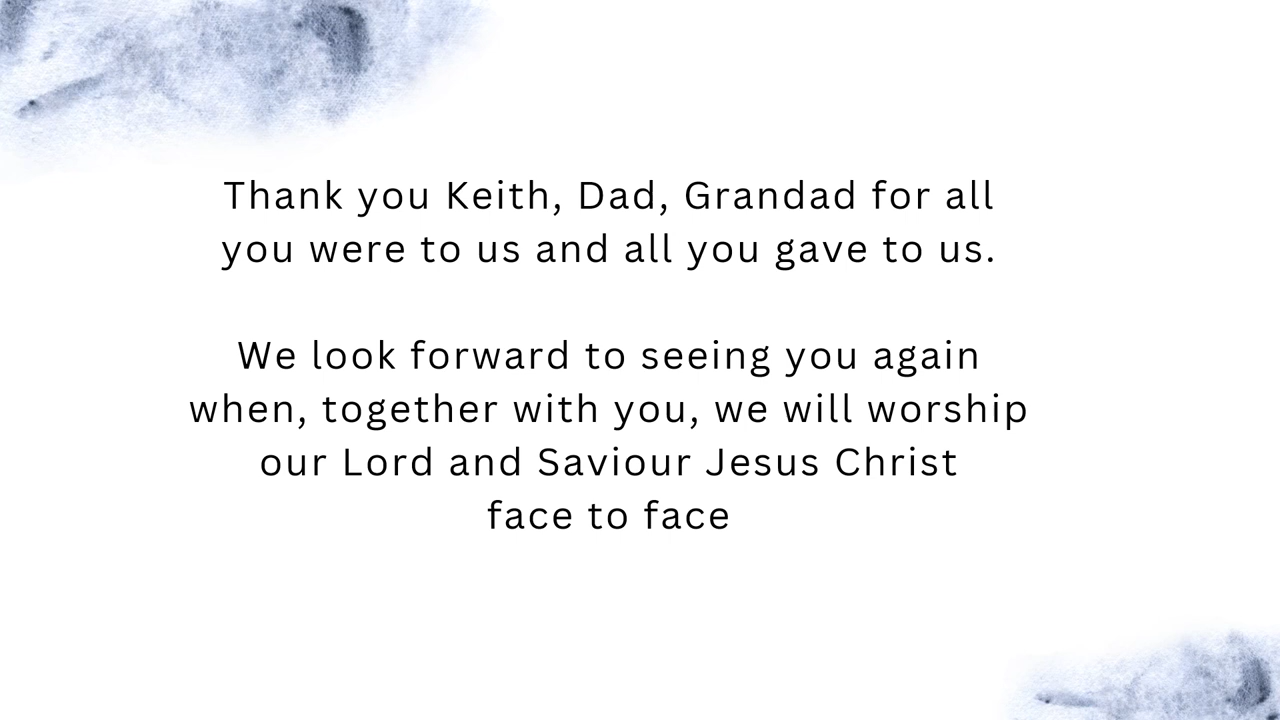 Thank you Keith, Dad, Grandad for all
you were to us and all you gave to us.
We look forward to seeing you again
when, together with you, we will worship
our Lord and Saviour Jesus Christ
face to face